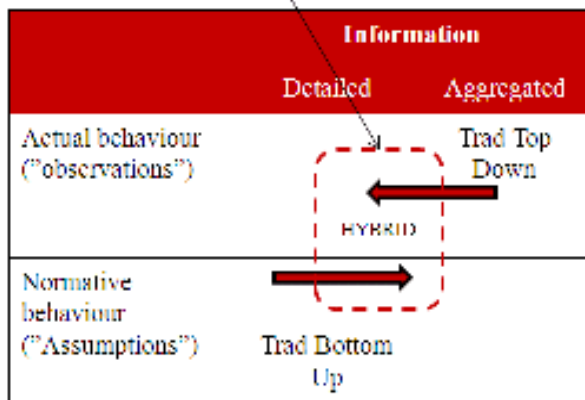 Information
Detailed Aggregated
Actual behaviour Trad Top
("observations") Down
HYBRID
Normative
behaviour
("Assumptions") Trad Bottom
Up